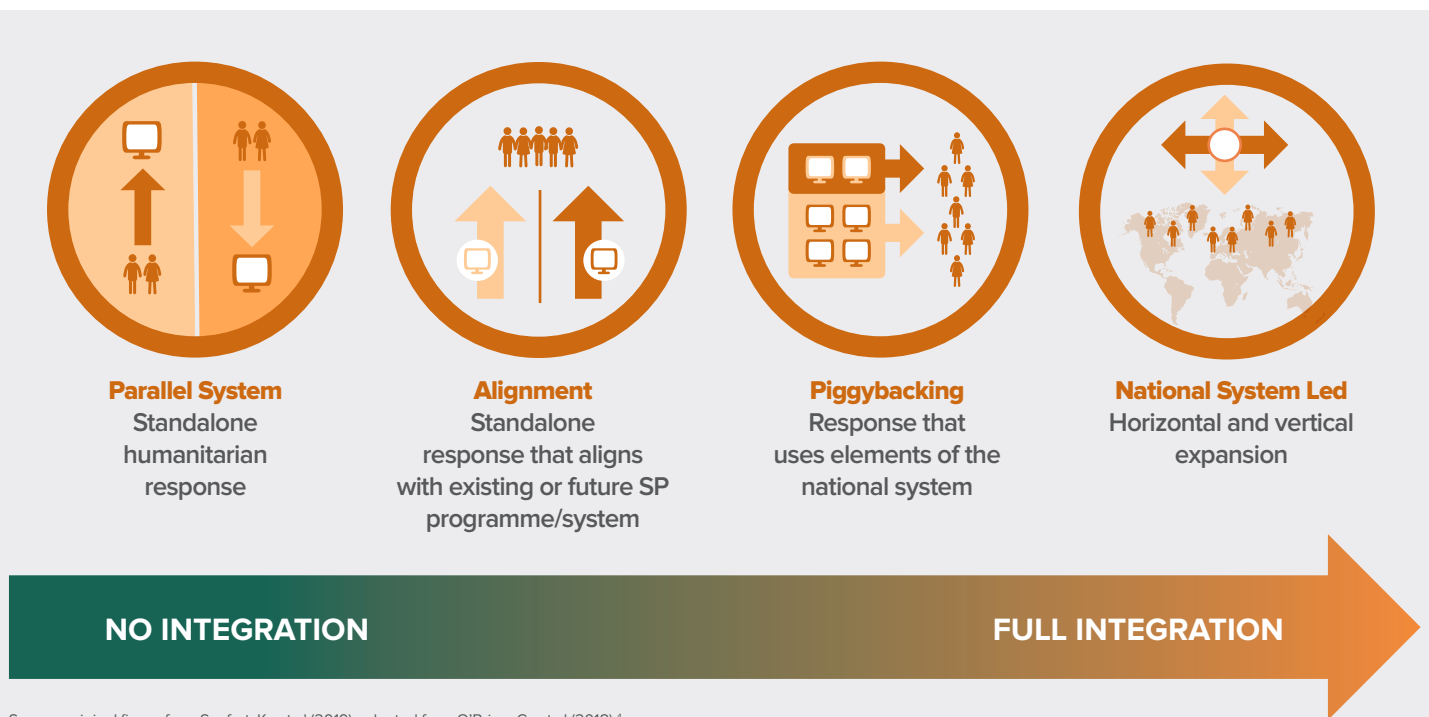 Parallel System
Standalone
humanitarian
response
Alignment
Standalone
response that aligns
with existing or future SP
programme/system
Piggybacking
Response that
uses elements of the
national system
National System Led
Horizontal and vertical
expansion
NO INTEGRATION
FULL INTEGRATION